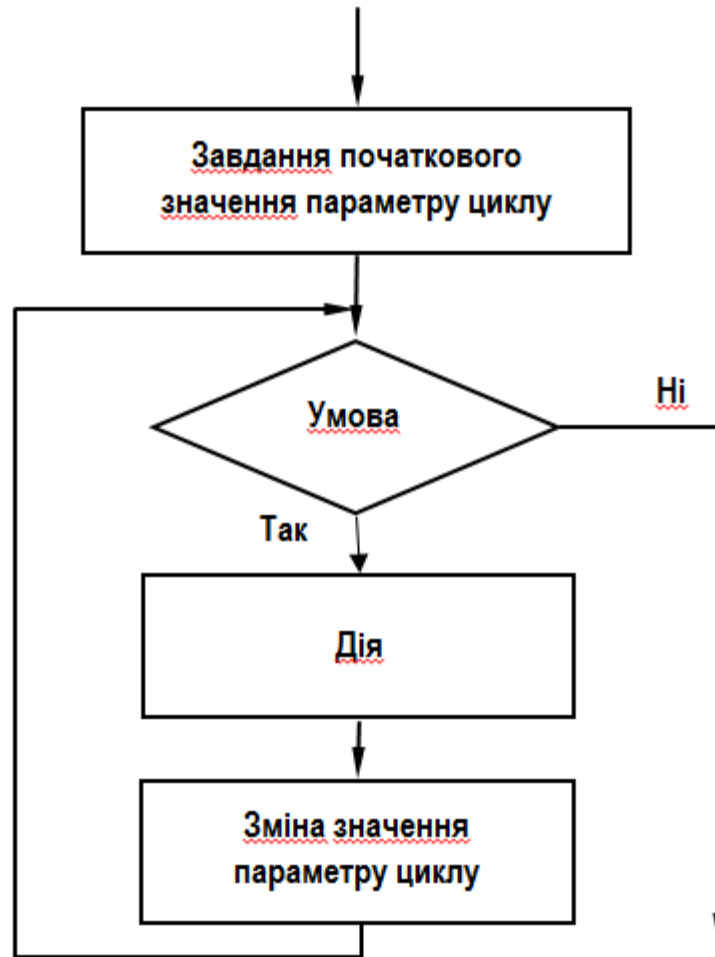 Завдання початкового
значення параметру циклу
Умова
Ні
Так
Дія
Зміна значення
параметру циклу